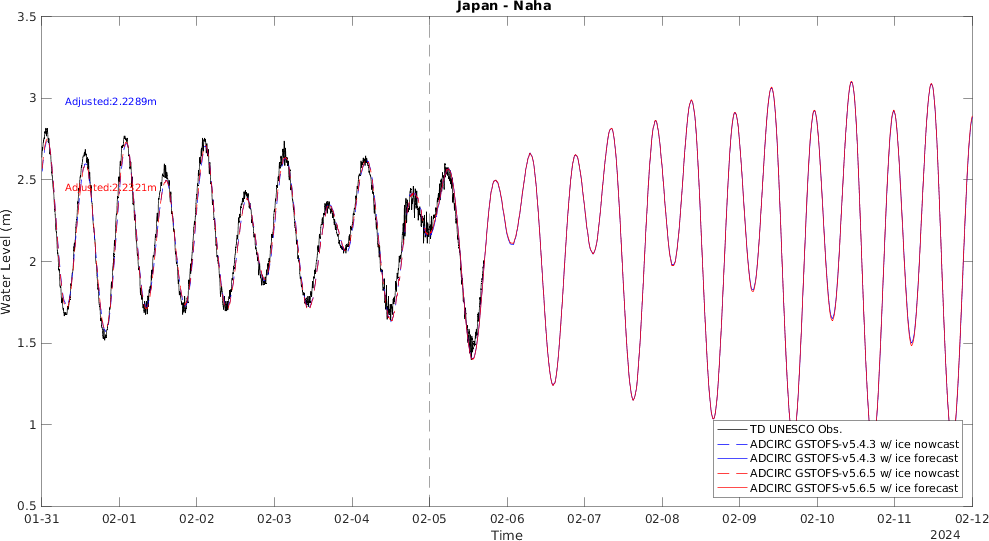 Japan - Naha
3.5
3
2.5
2
1.5
1
0.5
Water Level (m)
Adjusted:2.2289m
Adjusted:2.2321m
TD UNESCO Obs.
ADCIRC GSTOFS-v5.4.3 w/ ice nowcast
ADCIRC GSTOFS-v5.4.3 w/ ice forecast
ADCIRC GSTOFS-v5.6.5 w/ ice nowcast
ADCIRC GSTOFS-v5.6.5 w/ ice forecast
01-31 02-01 02-02 02-03 02-04 02-05 02-06 02-07 02-08 02-09 02-10 02-11 02-12
Time
2024